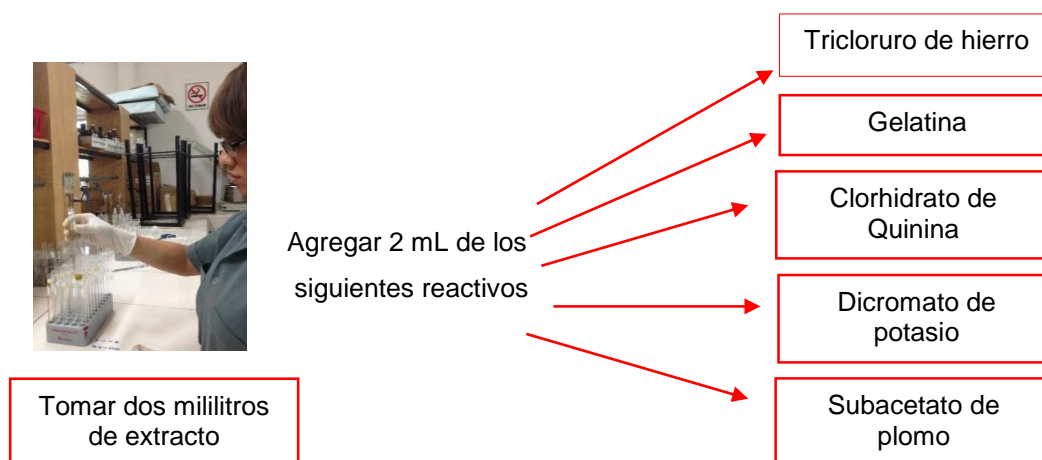 Tricloruro de hierro
Gelatina
Clorhidrato de
Quinina
Agregar 2 mL de los
siguientes reactivos
Dicromato de
potasio
Tomar dos mililitros
de extracto
Subacetato de
plomo